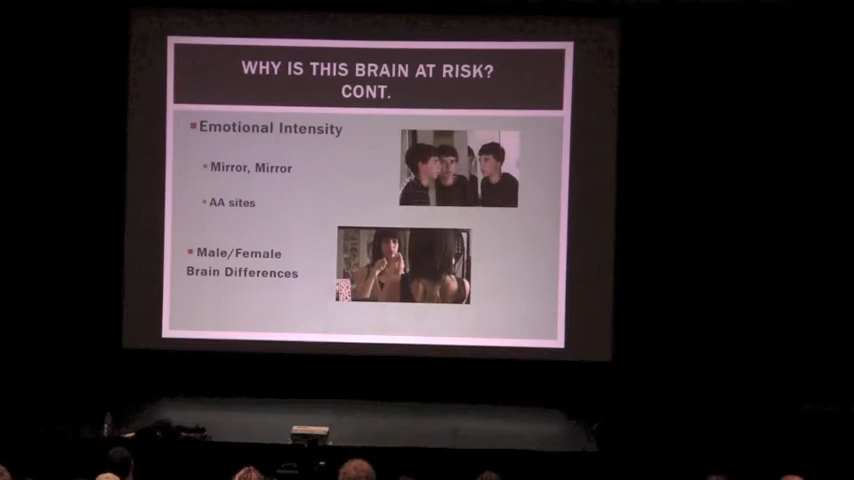 WHY IS THIS BRAIN AT RISK?
CONT.
Emotional Intensity
Mirror, Mirror
AA sites
Male/Female
Brain Differences